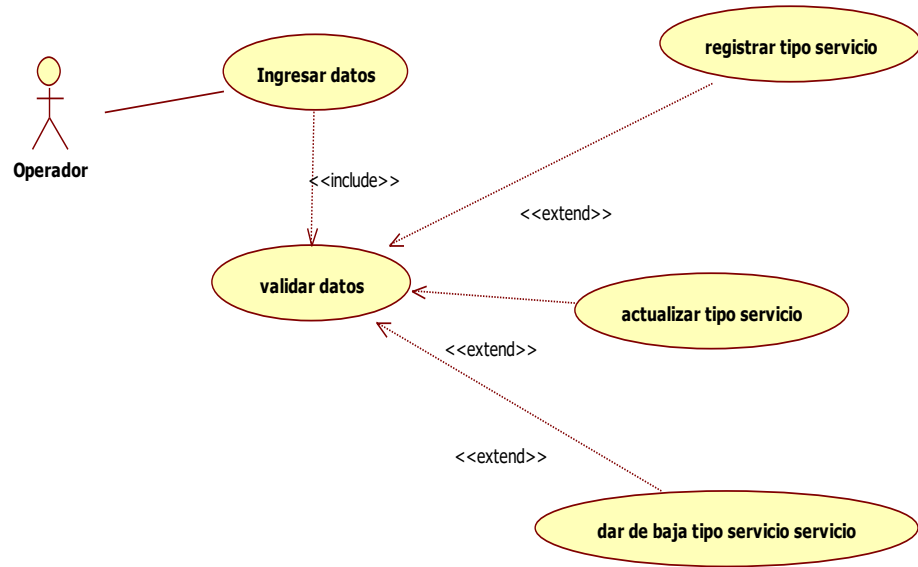 registrar tipo servicio
Ingresar datos
Operador
<<include>>
<<extend>>
validar datos
actualizar tipo servicio
<<extend>>
<<extend>>
dar de baja tipo servicio servicio